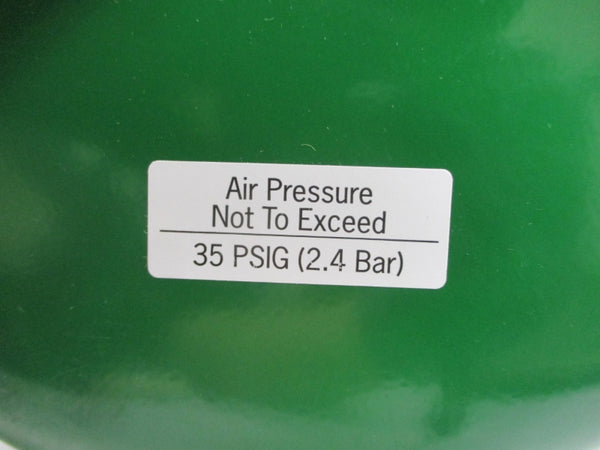 Air Pressure
Not To Exceed
35 PSIG (2.4 Bar)